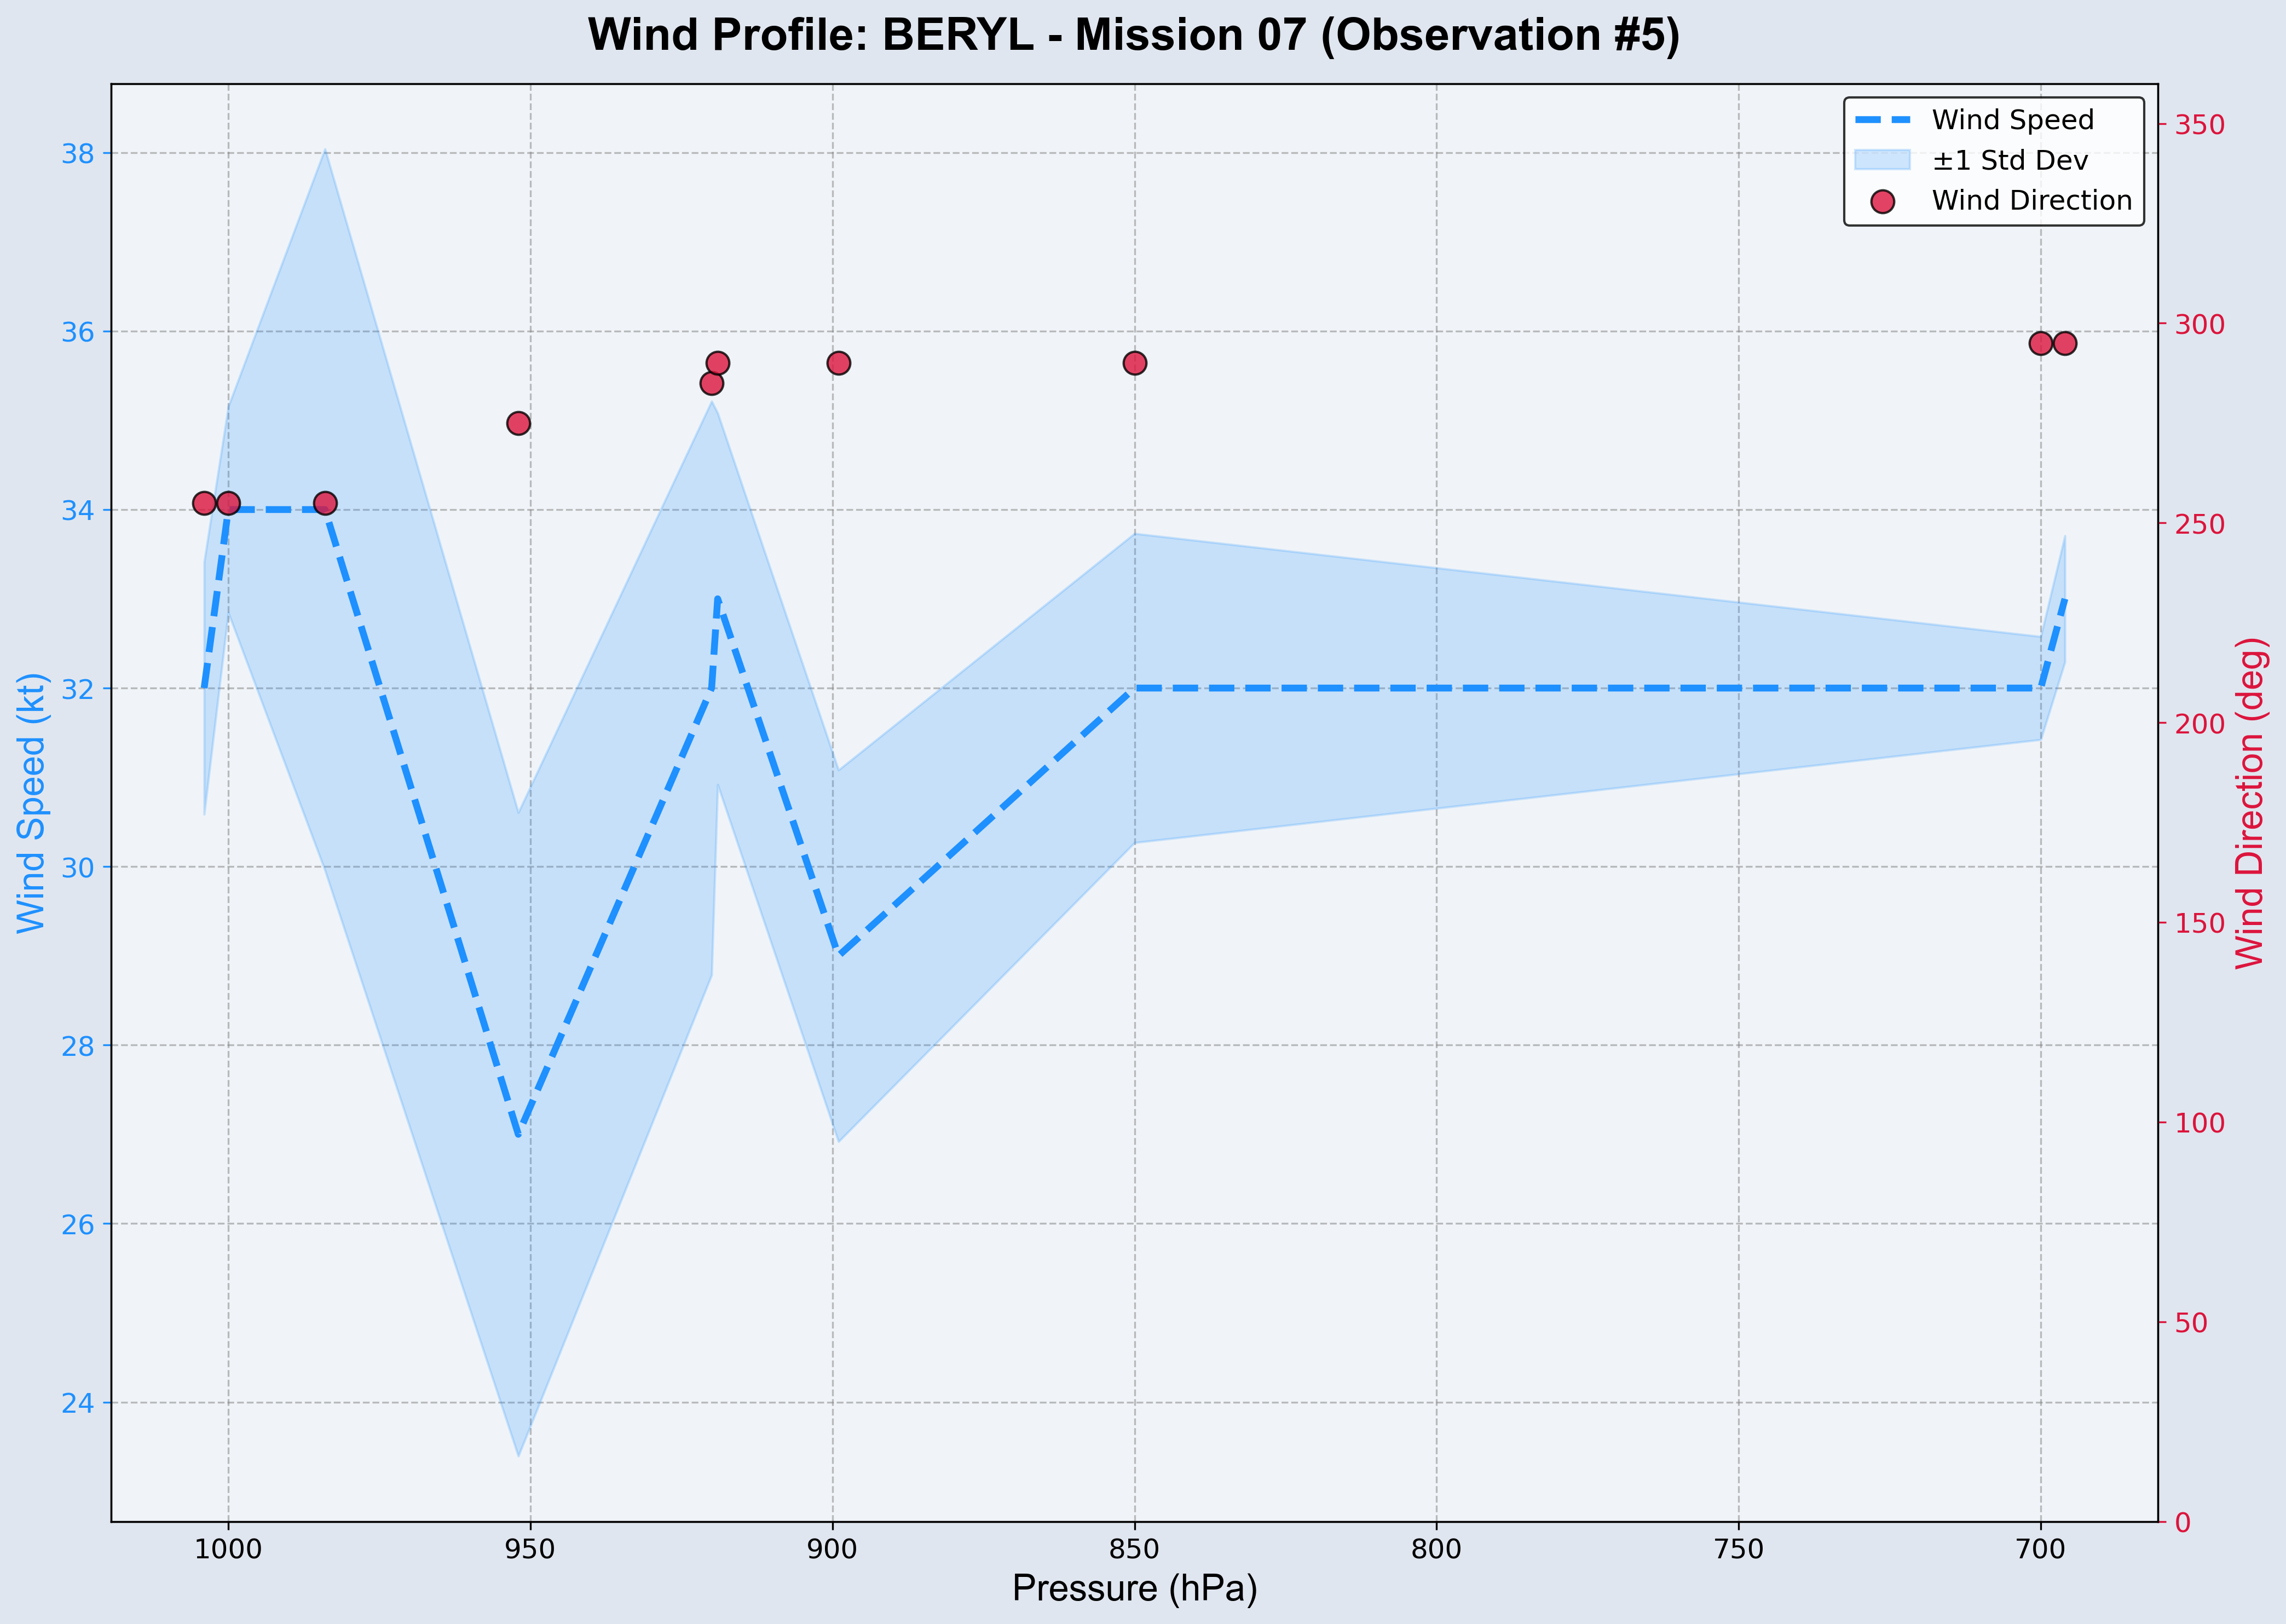 Wind Profile: BERYL - Mission 07 (Observation #5)
Wind Speed
±1 Std Dev
Wind Direction
Wind Speed (kt)
38
36
34
32
30
28
26
24
350
300
250
200
150
100
50
0
Wind Direction (deg)
1000 950 900 850 800 750 700
Pressure (hPa)